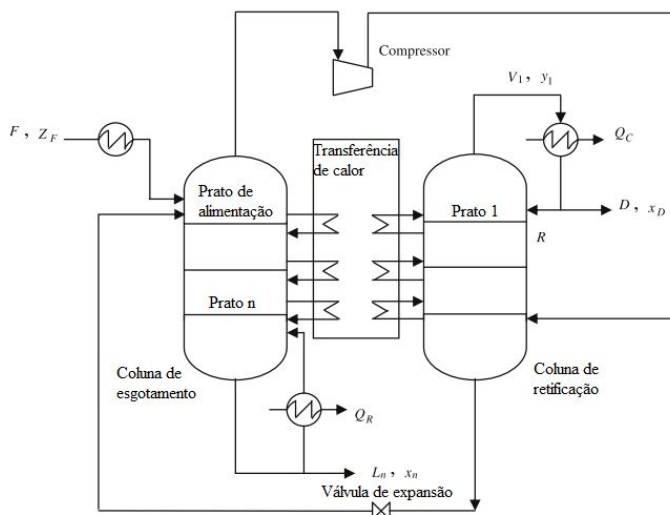 Compressor
V1, y1
F, ZF
QC
Transferência
de calor
Prato de
alimentação
Prato 1
D, xD
R
Prato n
Coluna de
esgotamento
Coluna de
retificação
QR
Ln, xn
Válvula de expansão